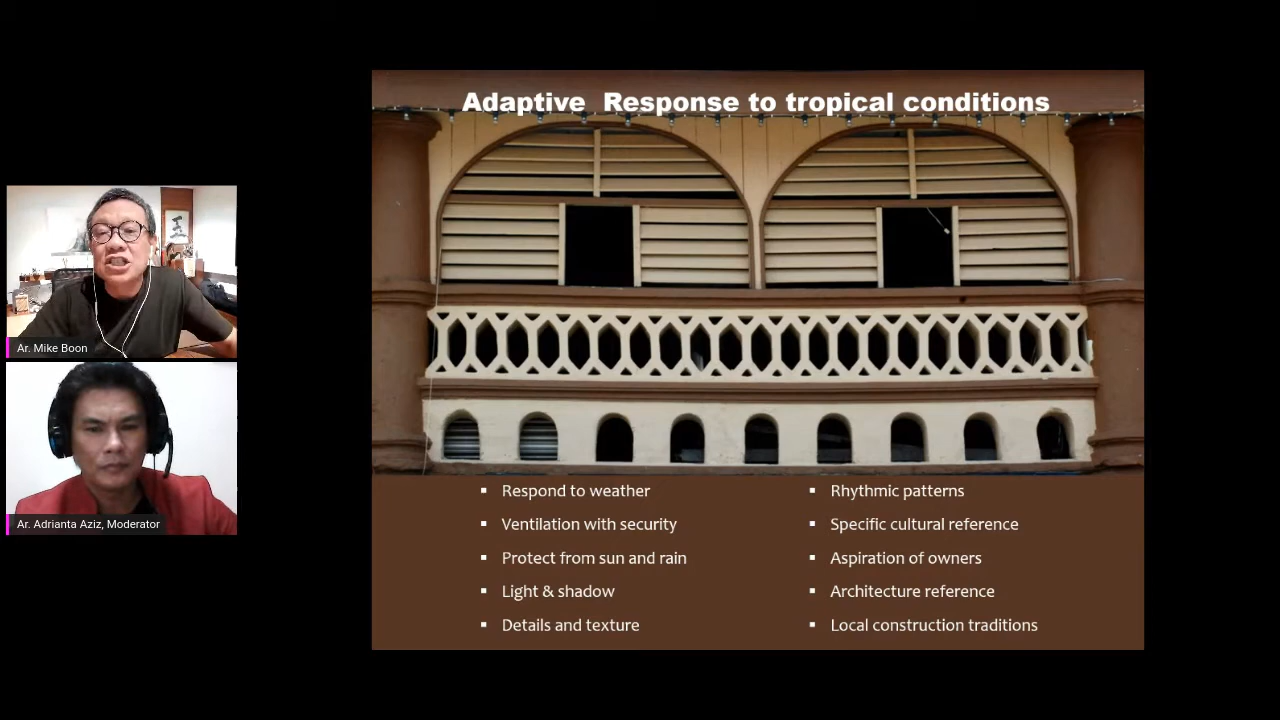 Adaptive Response to tropical conditions
Ar. Mike Boon
Ar. Adrianta Aziz, Moderator
Respond to weather
Ventilation with security
Protect from sun and rain
Light & shadow
Details and texture
Rhythmic patterns
Specific cultural reference
Aspiration of owners
Architecture reference
Local construction traditions